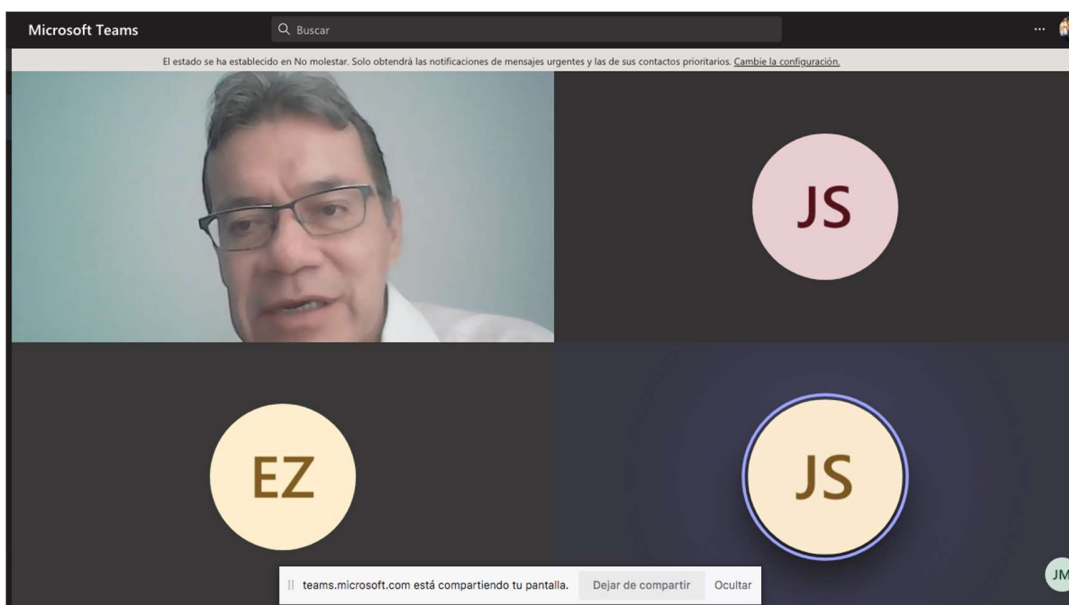 Microsoft Teams
Buscar
El estado se ha establecido en No molestar. Solo obtendrá las notificaciones de mensajes urgentes y las de sus contactos prioritarios. Cambie la configuración.
JS
EZ
JS
teams.microsoft.com está compartiendo tu pantalla. Dejar de compartir Ocultar
JM